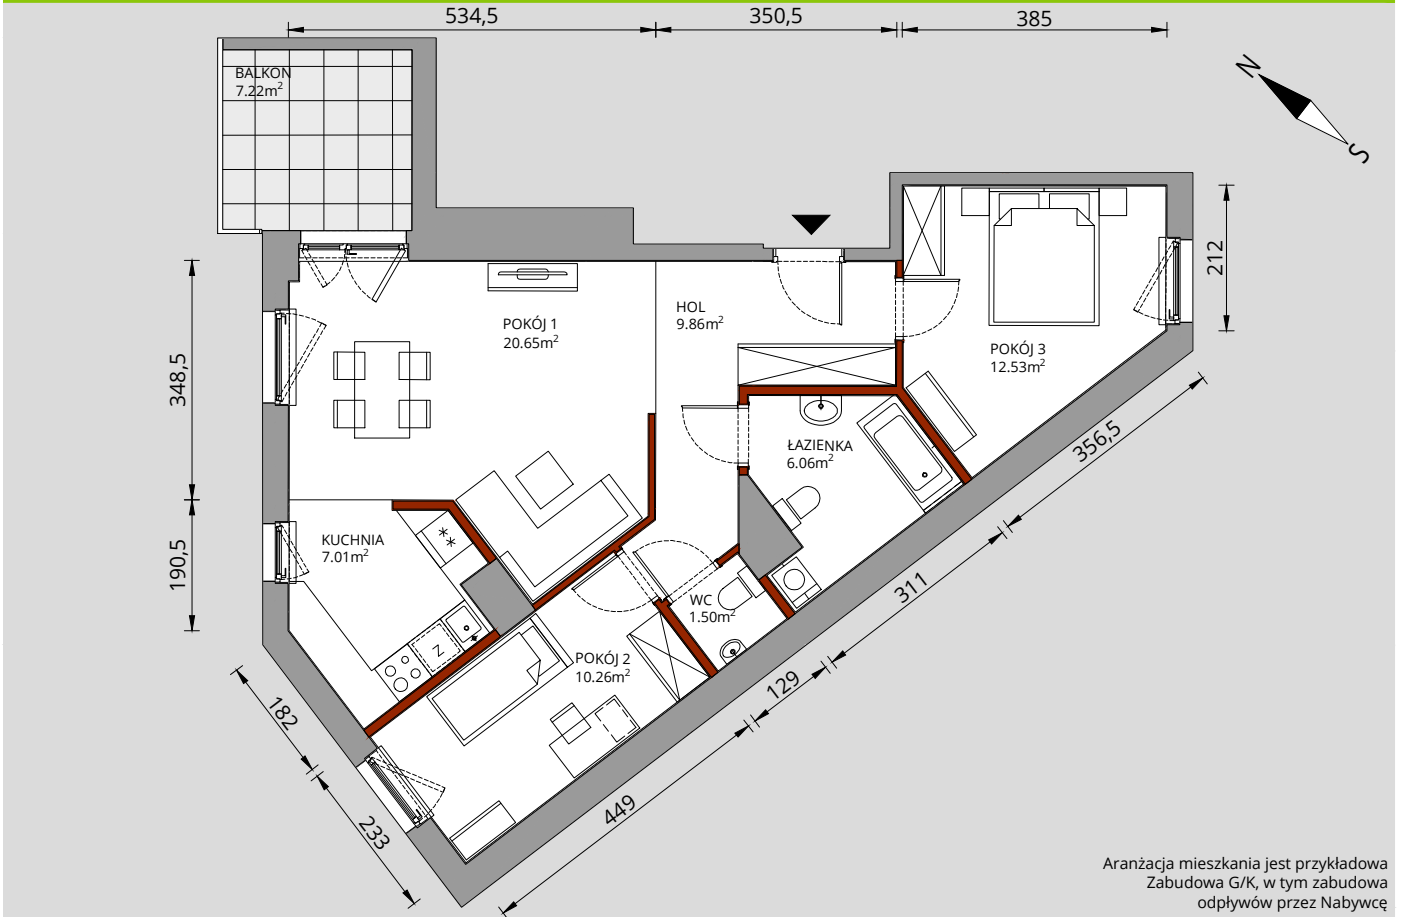 534,5
350,5
385
BALKON
7.22m²
N
S
212
HOL
9.86m²
POKÓJ 1
20.65m²
POKÓJ 3
12.53m²
348,5
ŁAZIENKA
6.06m²
356,5
KUCHNIA
7.01m²
190,5
311
WC
1.50m²
Z
POKÓJ 2
10.26m²
129
182
449
233
Aranżacja mieszkania jest przykładowa
Zabudowa G/K, w tym zabudowa
odpływów przez Nabywcę